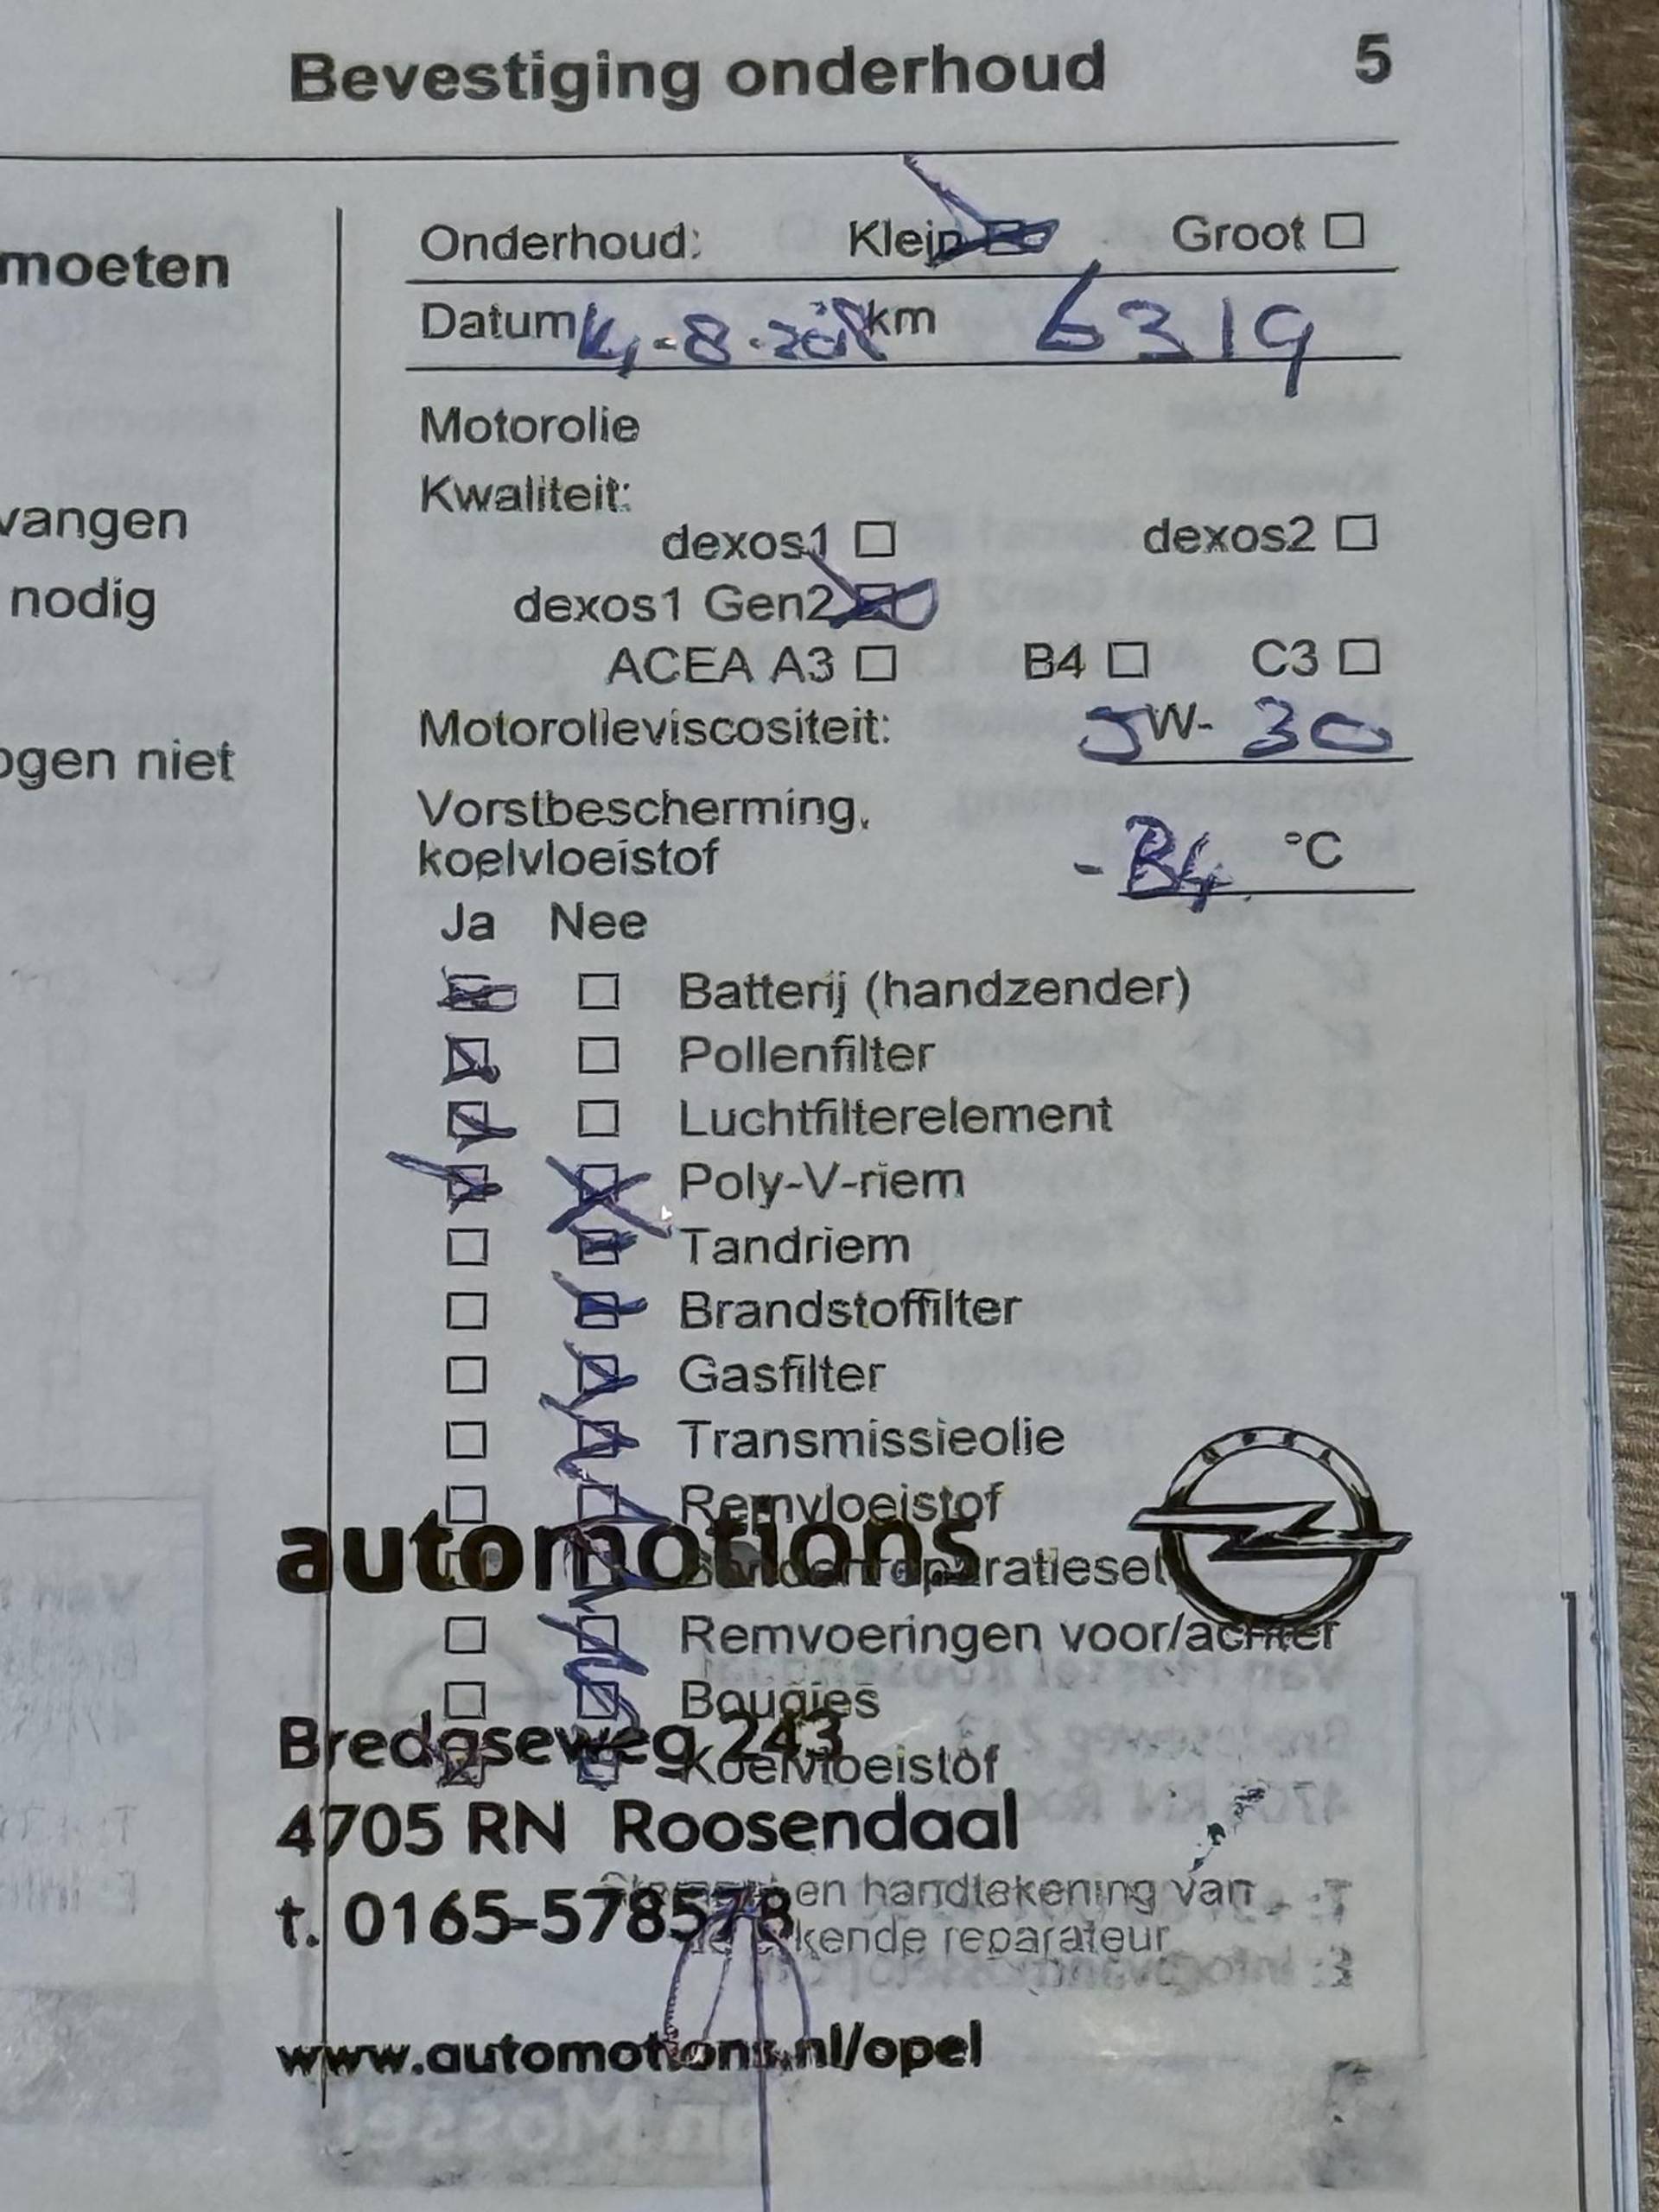 Bevestiging onderhoud 5
moeten
vangen
nodig
ogen niet
Onderhoud: Klein Groot
Datum km 6319
Motorolie
Kwaliteit:
dexos1 dexos2
dexos1 Gen2
ACEA A3 B4 C3
Motorolieviscositeit: 5W-30
Vorstbescherming,
koelvloeistof - °C
Ja Nee
Batterij (handzender)
Pollenfilter
Luchtfilterelement
Poly-V-riem
Tandriem
Brandstoffilter
Gasfilter
Transmissieolie
Remvloeistof
automotions
Remvoeringen voor/achter
Bougies
Bredaseweg 243
Koelvloeistof
4705 RN Roosendaal
en handtekening van
t. 0165-578578
reparateur
www.automotions.nl/opel